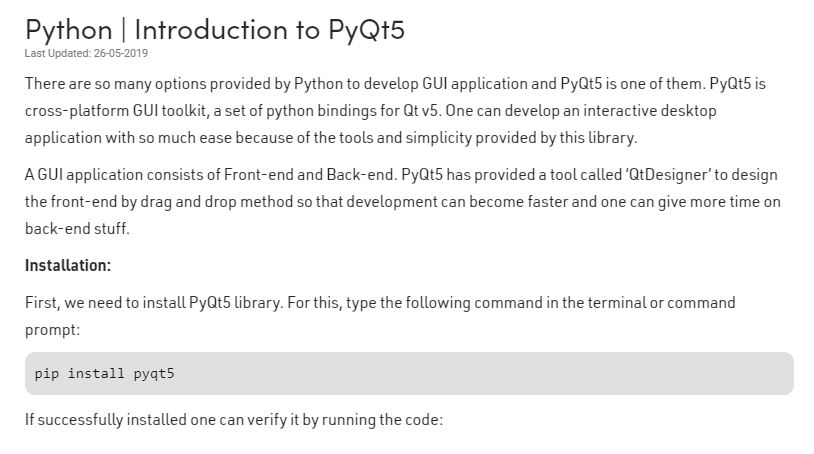 Python | Introduction to PyQt5
Last Updated: 26-05-2019
There are so many options provided by Python to develop GUI application and PyQt5 is one of them. PyQt5 is
cross-platform GUI toolkit, a set of python bindings for Qt v5. One can develop an interactive desktop
application with so much ease because of the tools and simplicity provided by this library.
A GUI application consists of Front-end and Back-end. PyQt5 has provided a tool called ‘QtDesigner’ to design
the front-end by drag and drop method so that development can become faster and one can give more time on
back-end stuff.
Installation:
First, we need to install PyQt5 library. For this, type the following command in the terminal or command
prompt:
pip install pyqt5
If successfully installed one can verify it by running the code: